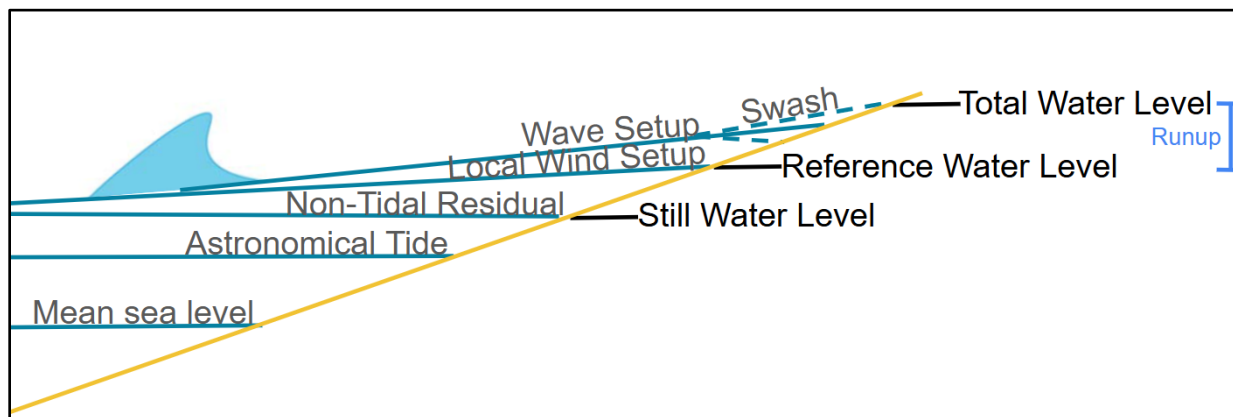 Swash
Total Water Level
Runup
Wave Setup
Local Wind Setup
Reference Water Level
Non-Tidal Residual
Still Water Level
Astronomical Tide
Mean sea level